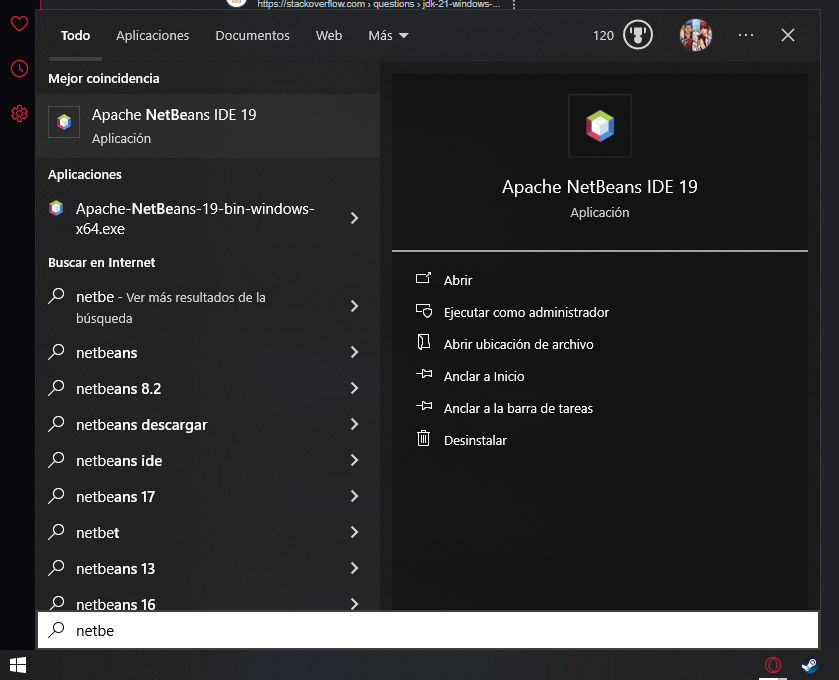 https://stackoverflow.com › questions › jdk-21-windows-...
Todo
Aplicaciones
Documentos
Web
Más
120
Mejor coincidencia
Apache NetBeans IDE 19
Aplicación
Aplicaciones
Apache-NetBeans-19-bin-windows-
x64.exe
Buscar en Internet
netbe - Ver más resultados de la
búsqueda
netbeans
netbeans 8.2
netbeans descargar
netbeans ide
netbeans 17
netbet
netbeans 13
netbeans 16
netbe
Apache NetBeans IDE 19
Aplicación
Abrir
Ejecutar como administrador
Abrir ubicación de archivo
Anclar a Inicio
Anclar a la barra de tareas
Desinstalar